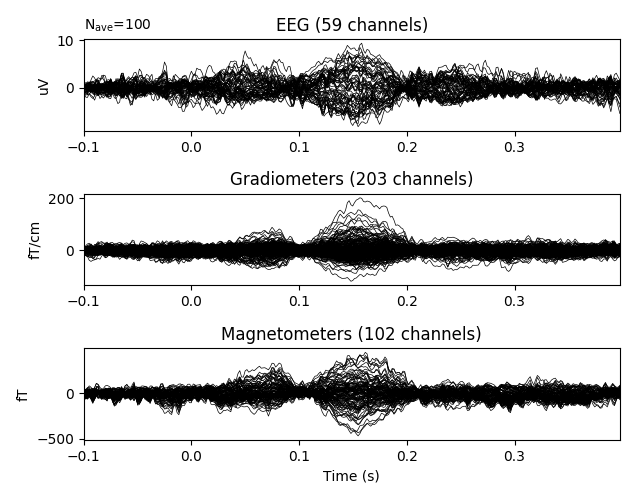 N_ave=100
EEG (59 channels)
10
0
uV
−0.1 0.0 0.1 0.2 0.3
Gradiometers (203 channels)
200
0
fT/cm
−0.1 0.0 0.1 0.2 0.3
Magnetometers (102 channels)
0
−500
fT
−0.1 0.0 0.1 0.2 0.3
Time (s)